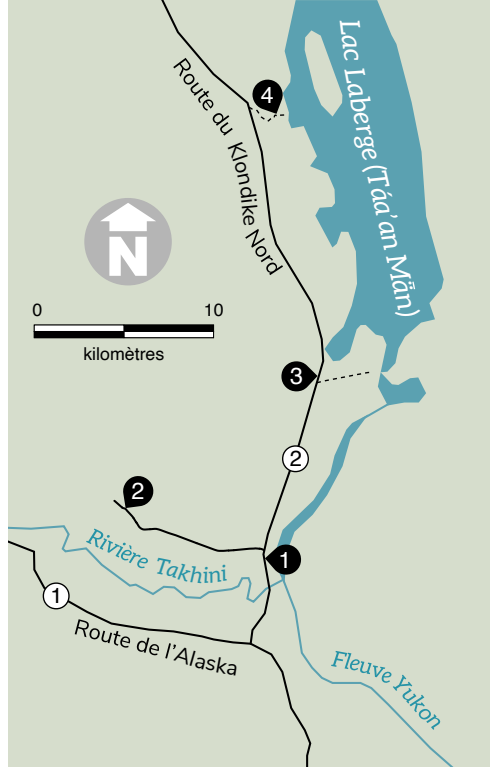 4
Route du Klondike Nord
Lac Laberge (Táa'an Män)
N
0 10
kilomètres
3
2
2
Rivière Takhini
1
1
Route de l'Alaska
Fleuve Yukon